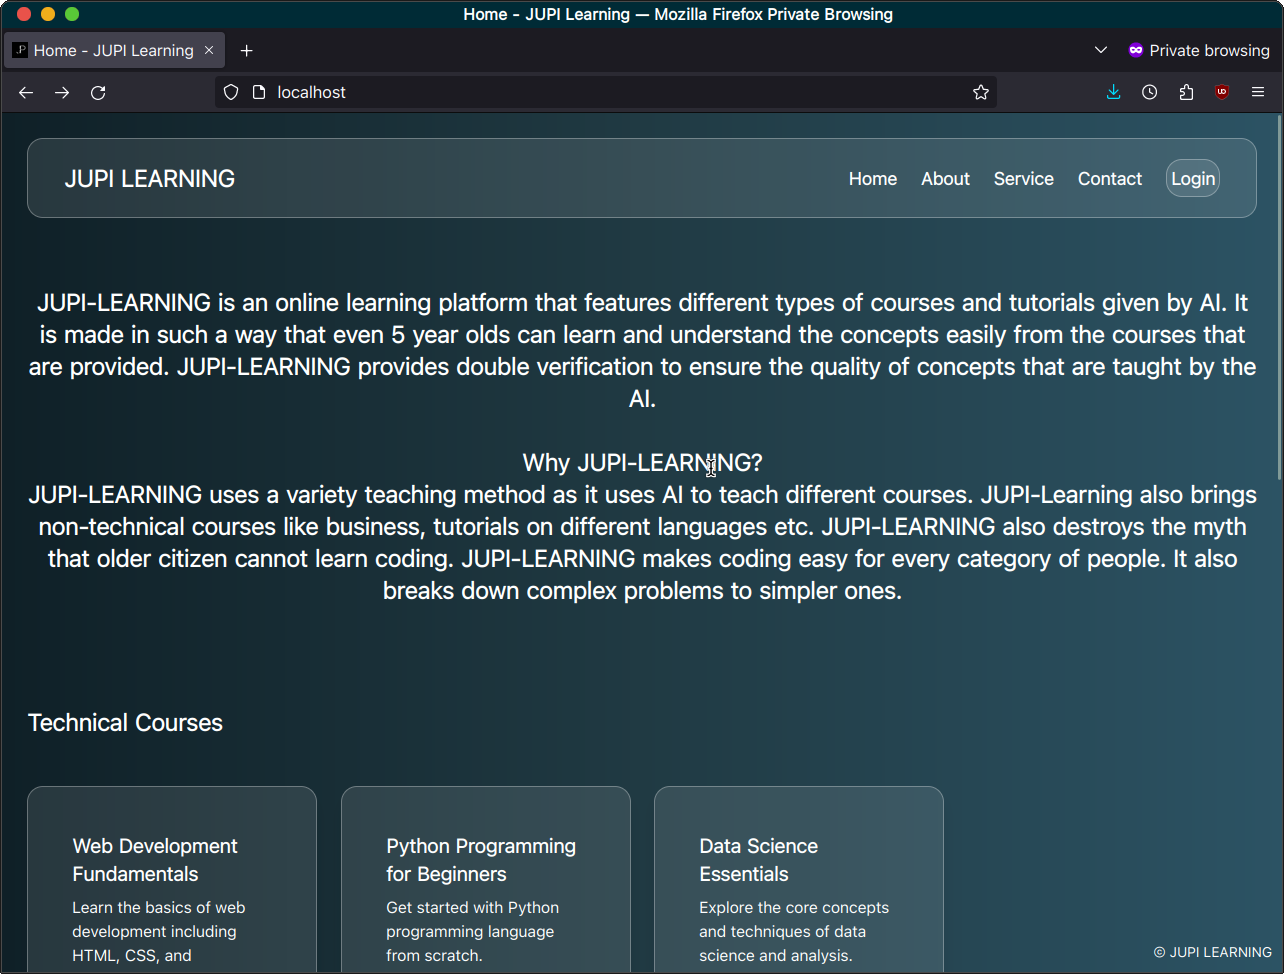 Home - JUPI Learning — Mozilla Firefox Private Browsing
Home - JUPI Learning
Private browsing
localhost
JUPI LEARNING
Home About Service Contact Login
JUPI-LEARNING is an online learning platform that features different types of courses and tutorials given by AI. It
is made in such a way that even 5 year olds can learn and understand the concepts easily from the courses that
are provided. JUPI-LEARNING provides double verification to ensure the quality of concepts that are taught by the
AI.
Why JUPI-LEARNING?
JUPI-LEARNING uses a variety teaching method as it uses AI to teach different courses. JUPI-Learning also brings
non-technical courses like business, tutorials on different languages etc. JUPI-LEARNING also destroys the myth
that older citizen cannot learn coding. JUPI-LEARNING makes coding easy for every category of people. It also
breaks down complex problems to simpler ones.
Technical Courses
Web Development
Fundamentals
Learn the basics of web
development including
HTML, CSS, and
Python Programming
for Beginners
Get started with Python
programming language
from scratch.
Data Science
Essentials
Explore the core concepts
and techniques of data
science and analysis.
© JUPI LEARNING